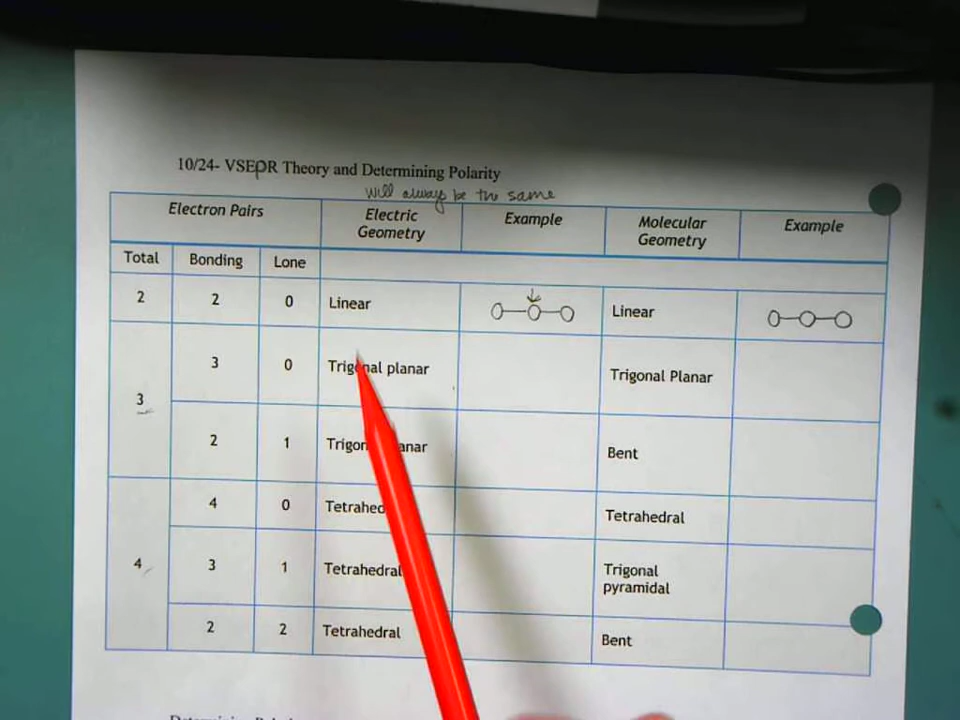 10/24- VSEPR Theory and Determining Polarity
will always be the same
Electron Pairs Electric Geometry Example Molecular Geometry Example
Total Bonding Lone
2 2 0 Linear Linear
3 0 Trigonal planar Trigonal Planar
3
2 1 Trigonal planar Bent
4 0 Tetrahed Tetrahedral
4 3 1 Tetrahedral Trigonal pyramidal
2 2 Tetrahedral Bent